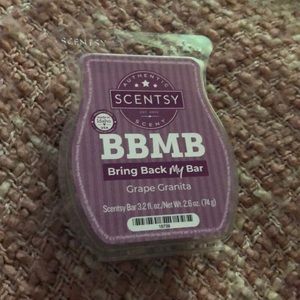 SCENTSY
AUTHENTIC
SCENTSY
SCENT
BBMB
Bring Back My Bar
Grape Granita
Scentsy Bar 3.2 fl. oz./Net Wt. 2.6 oz. (74 g)